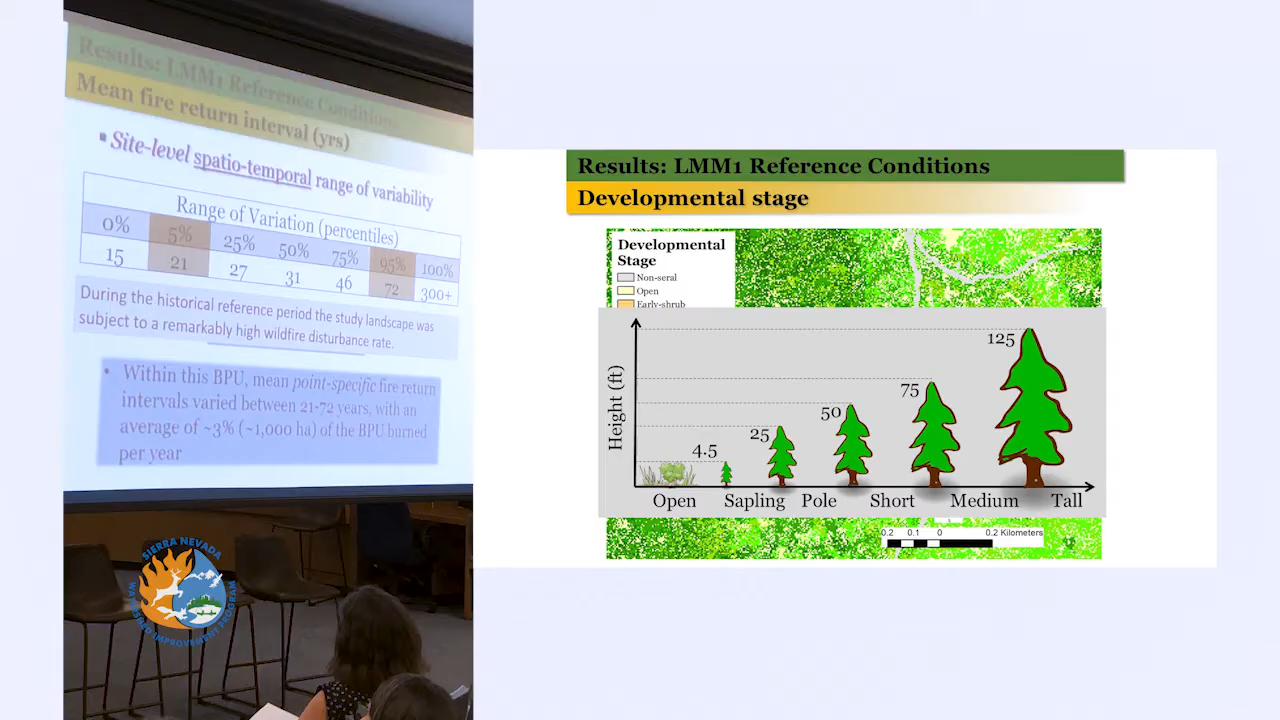 Results: LMM1 Reference Conditions
Mean fire return interval (yrs)
▪ Site-level spatio-temporal range of variability
Range of Variation (percentiles)
0% 5% 25% 50% 75% 95% 100%
15 21 27 31 46 72 300+
During the historical reference period the study landscape was
subject to a remarkably high wildfire disturbance rate.
• Within this BPU, mean point-specific fire return
intervals varied between 21-72 years, with an
average of ~3% (~1,000 ha) of the BPU burned
per year
SIERRA NEVADA
WATERSHED IMPROVEMENT PROGRAM
Results: LMM1 Reference Conditions
Developmental stage
Developmental
Stage
Non-seral
Open
Early-shrub
Height (ft)
125
75
50
25
4.5
Open Sapling Pole Short Medium Tall
0.2 0.1 0 0.2 Kilometers